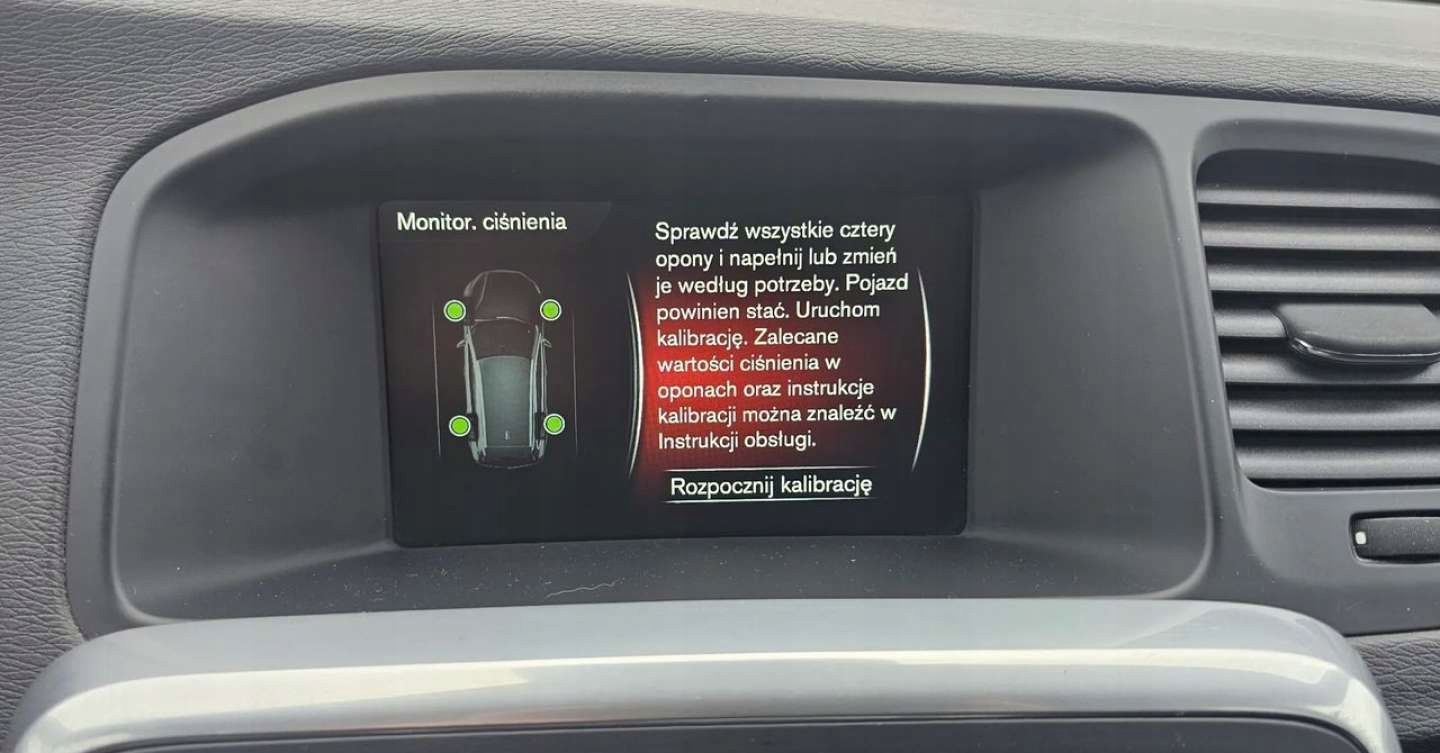 Monitor. ciśnienia
Sprawdź wszystkie cztery
opony i napełnij lub zmień
je według potrzeby. Pojazd
powinien stać. Uruchom
kalibrację. Zalecane
wartości ciśnienia w
oponach oraz instrukcje
kalibracji można znaleźć w
Instrukcji obsługi.
Rozpocznij kalibrację